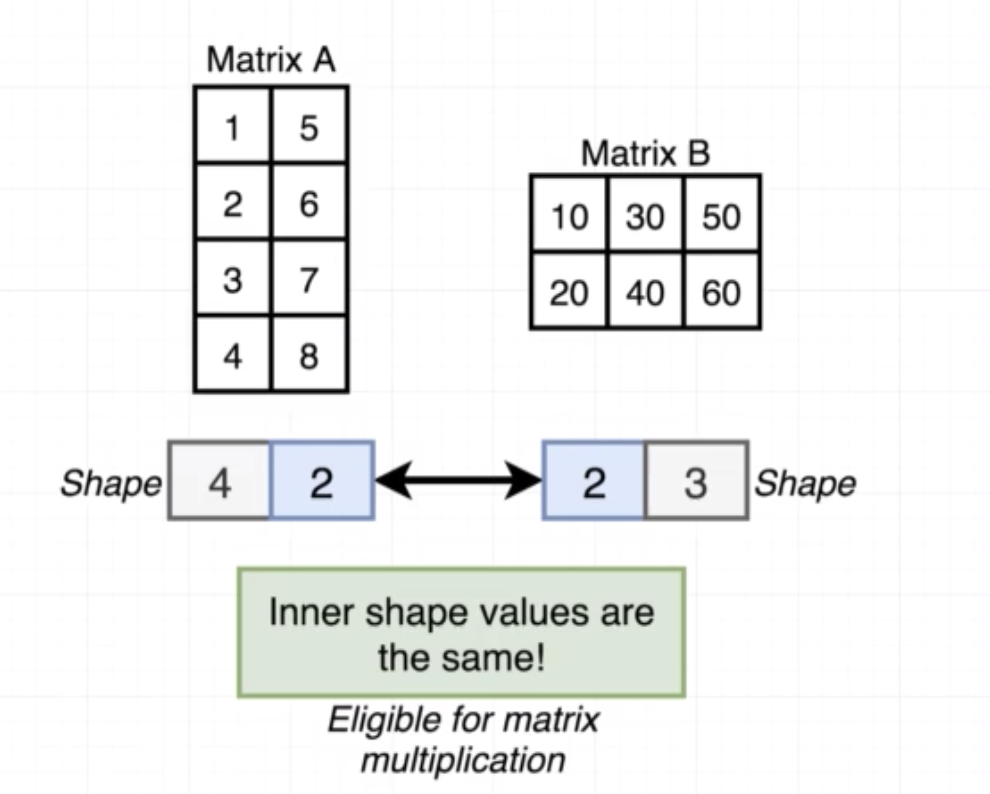 Matrix A
1 5
2 6
3 7
4 8
Matrix B
10 30 50
20 40 60
Shape 4 2 2 3 Shape
Inner shape values are
the same!
Eligible for matrix
multiplication